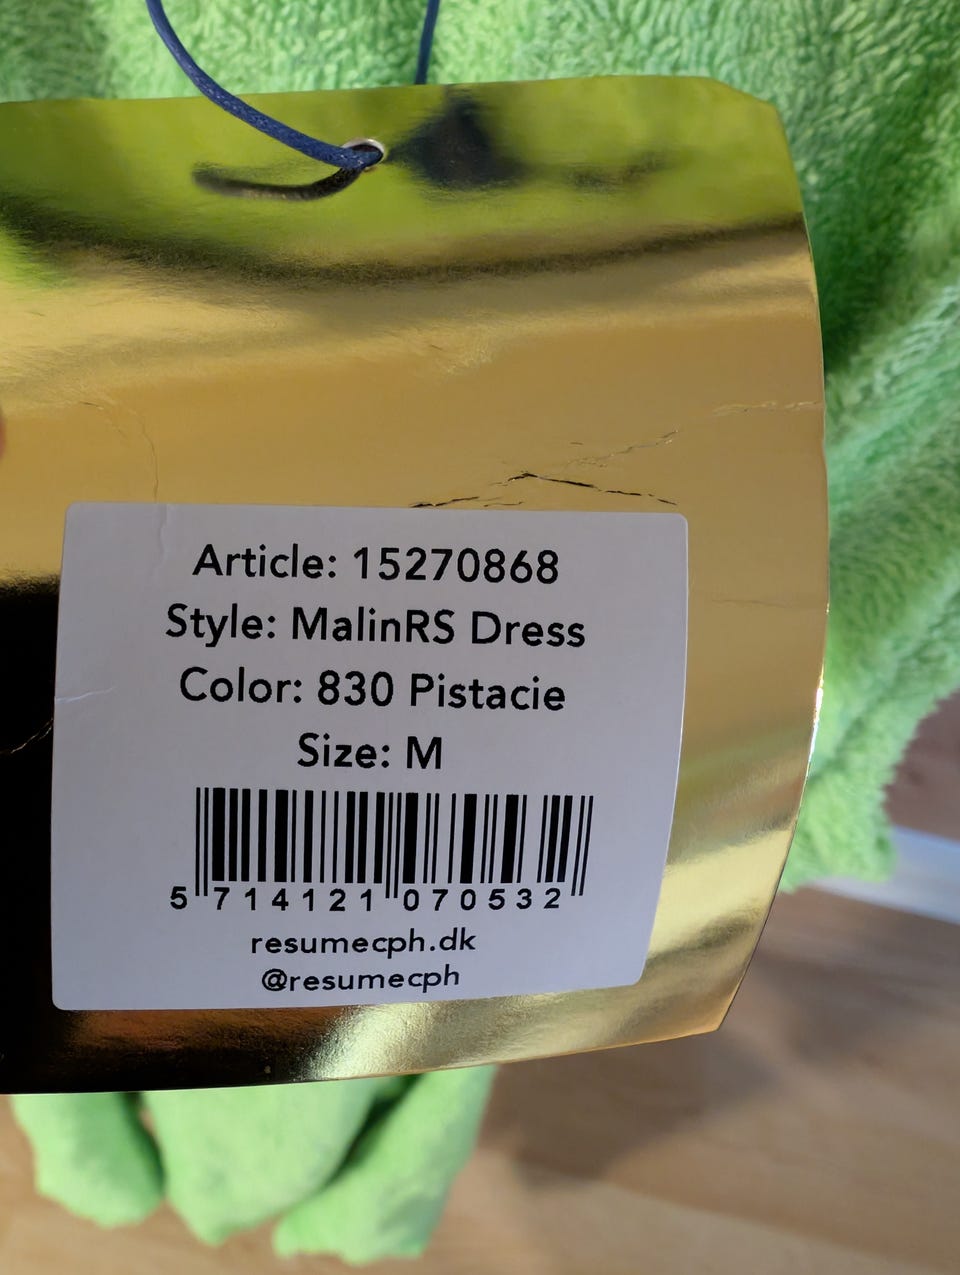 Article: 15270868
Style: MalinRS Dress
Color: 830 Pistacie
Size: M
5 714121 070532
resumecph.dk
@resumecph